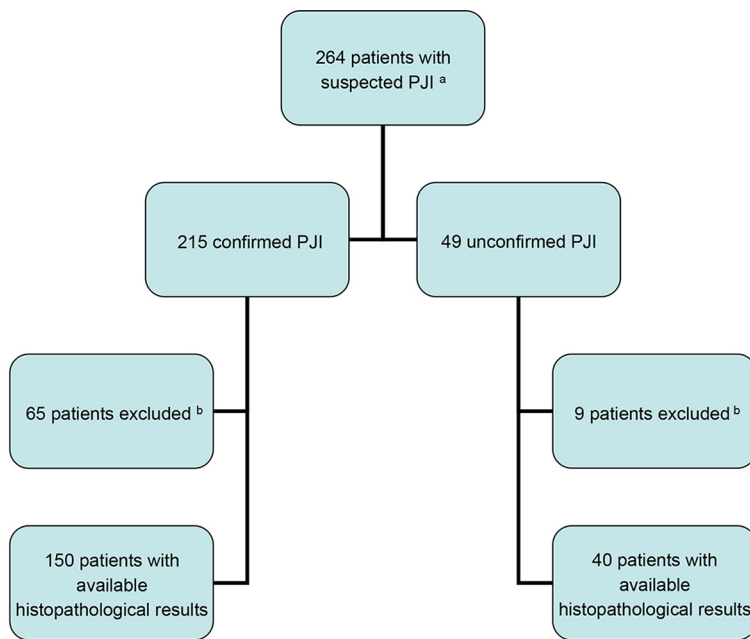 264 patients with
suspected PJI ᵃ
215 confirmed PJI
49 unconfirmed PJI
65 patients excluded ᵇ
9 patients excluded ᵇ
150 patients with
available
histopathological results
40 patients with
available
histopathological results